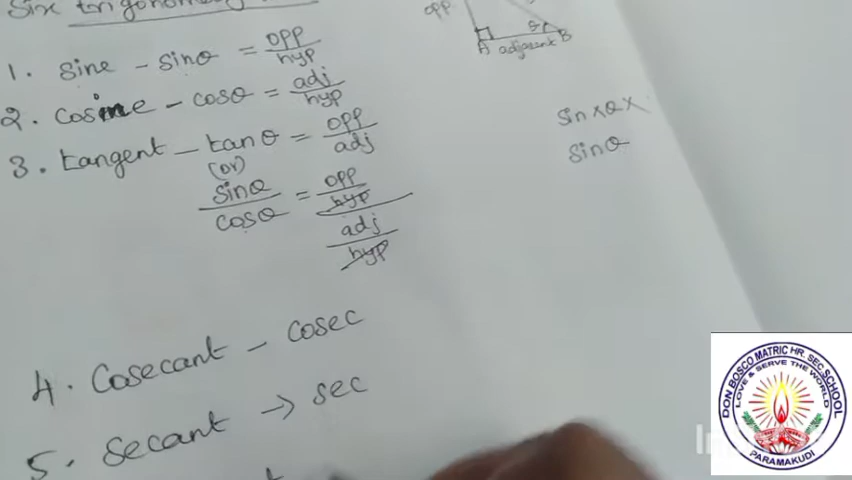 Six trigonometry
opp
A adjacent B
θ
1. Sine - sinθ = opp/hyp
2. Cosine - cosθ = adj/hyp
3. tangent - tanθ = opp/adj
(or)
sinθ/cosθ = opp/hyp / adj/hyp
sin x θ x
sinθ
4. Cosecant - cosec
5. Secant → sec
DON BOSCO MATRIC HR. SEC. SCHOOL
LOVE & SERVE THE WORLD
PARAMAKUDI